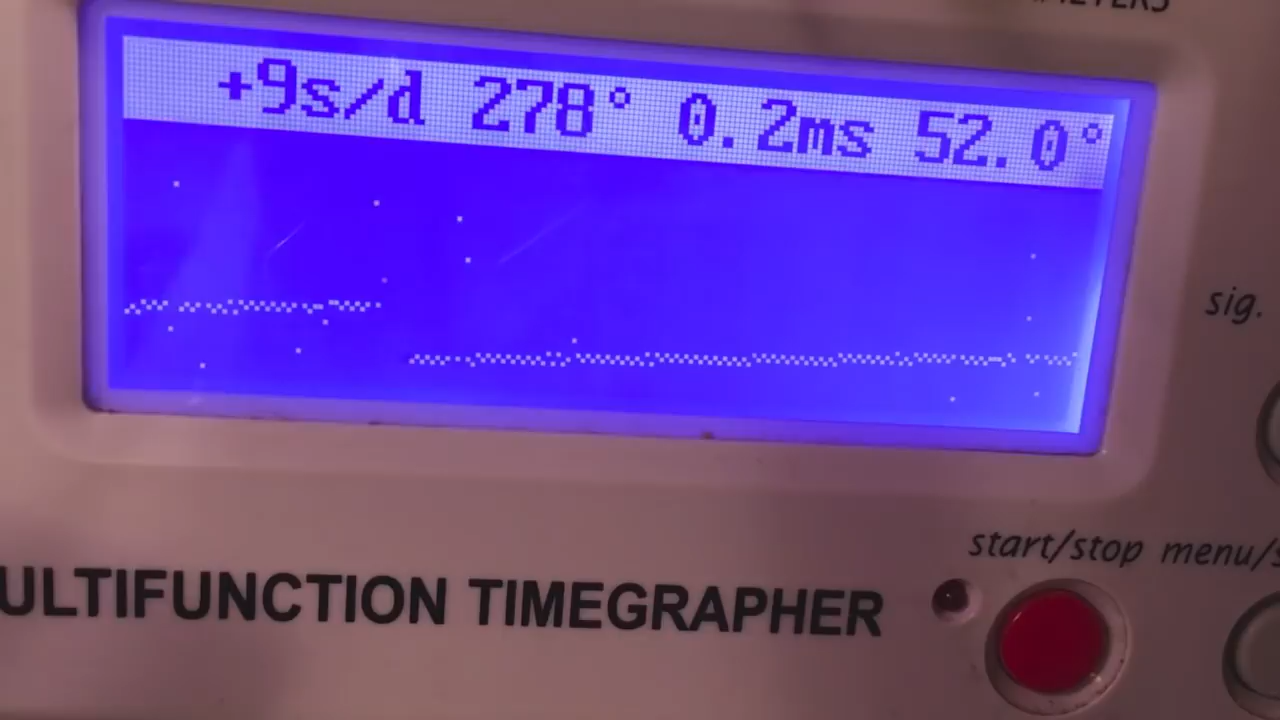 +9s/d 278° 0.2ms 52.0°
sig.
start/stop menu/
ULTIFUNCTION TIMEGRAPHER